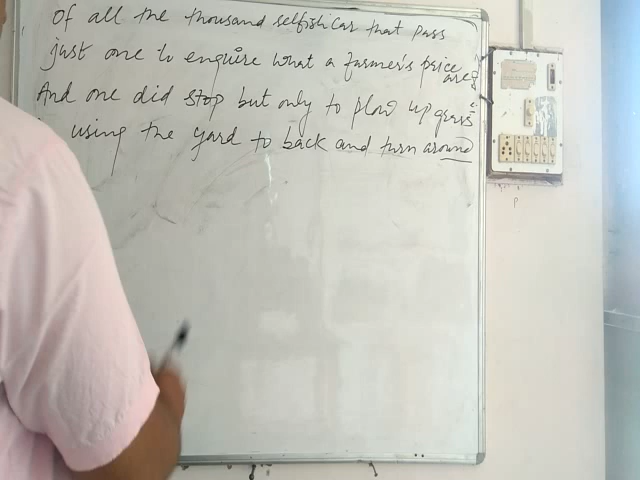 of all the thousand selfish car that pass
just one to enquire what a farmer's price are
And one did stop but only to plow up grass
using the yard to back and turn around